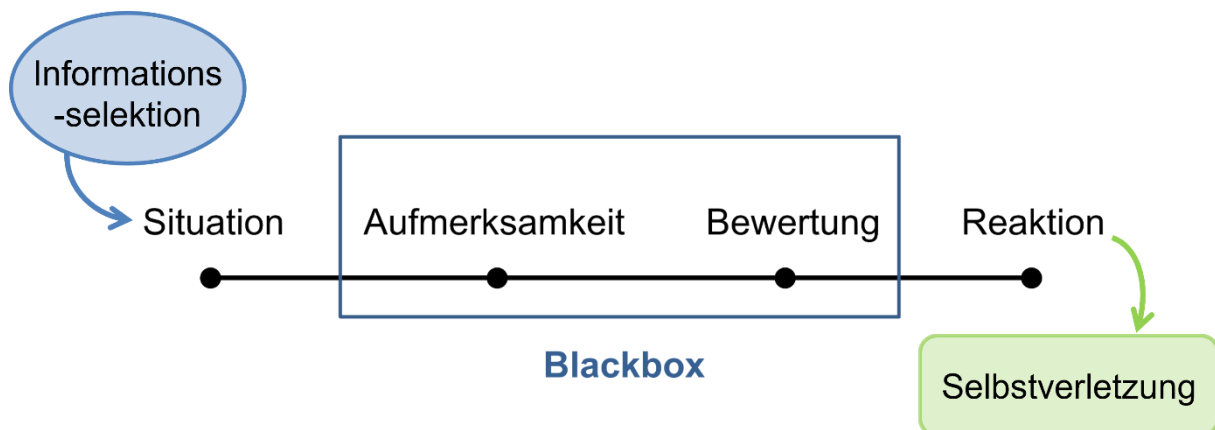 Informations
-selektion
Situation
Aufmerksamkeit
Bewertung
Reaktion
Blackbox
Selbstverletzung